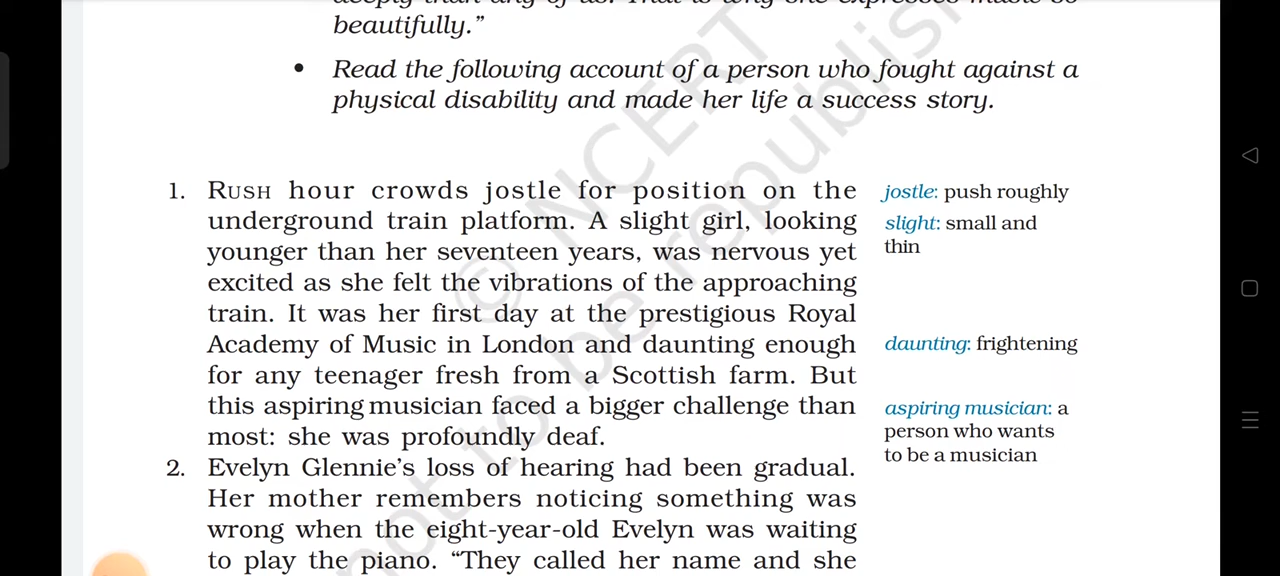 beautifully.”
• Read the following account of a person who fought against a
physical disability and made her life a success story.
1. RUSH hour crowds jostle for position on the
underground train platform. A slight girl, looking
younger than her seventeen years, was nervous yet
excited as she felt the vibrations of the approaching
train. It was her first day at the prestigious Royal
Academy of Music in London and daunting enough
for any teenager fresh from a Scottish farm. But
this aspiring musician faced a bigger challenge than
most: she was profoundly deaf.
2. Evelyn Glennie’s loss of hearing had been gradual.
Her mother remembers noticing something was
wrong when the eight-year-old Evelyn was waiting
to play the piano. “They called her name and she
jostle: push roughly
slight: small and
thin
daunting: frightening
aspiring musician: a
person who wants
to be a musician
© NCERT
not to be republish